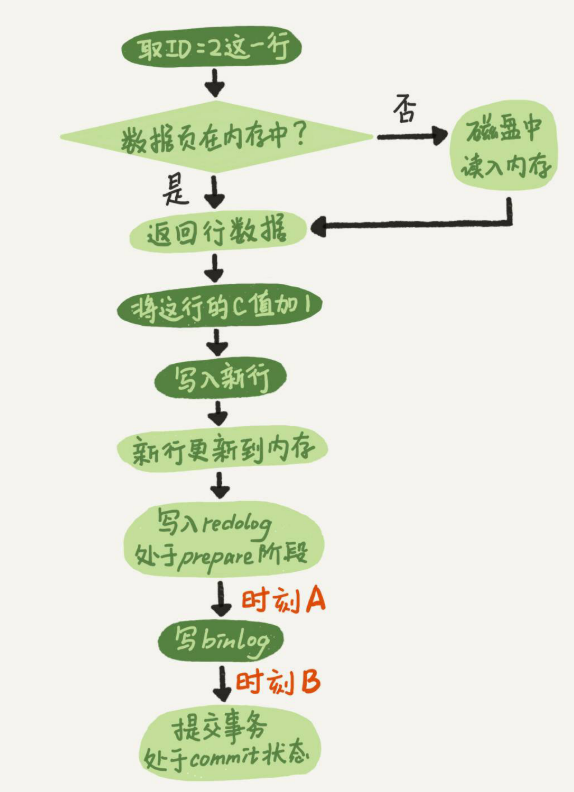 取ID=2这一行
数据页在内存中?
否
磁盘中
读入内存
是
返回行数据
将这行的C值加1
写入新行
新行更新到内存
写入redolog
处于prepare阶段
时刻A
写binlog
时刻B
提交事务
处于commit状态